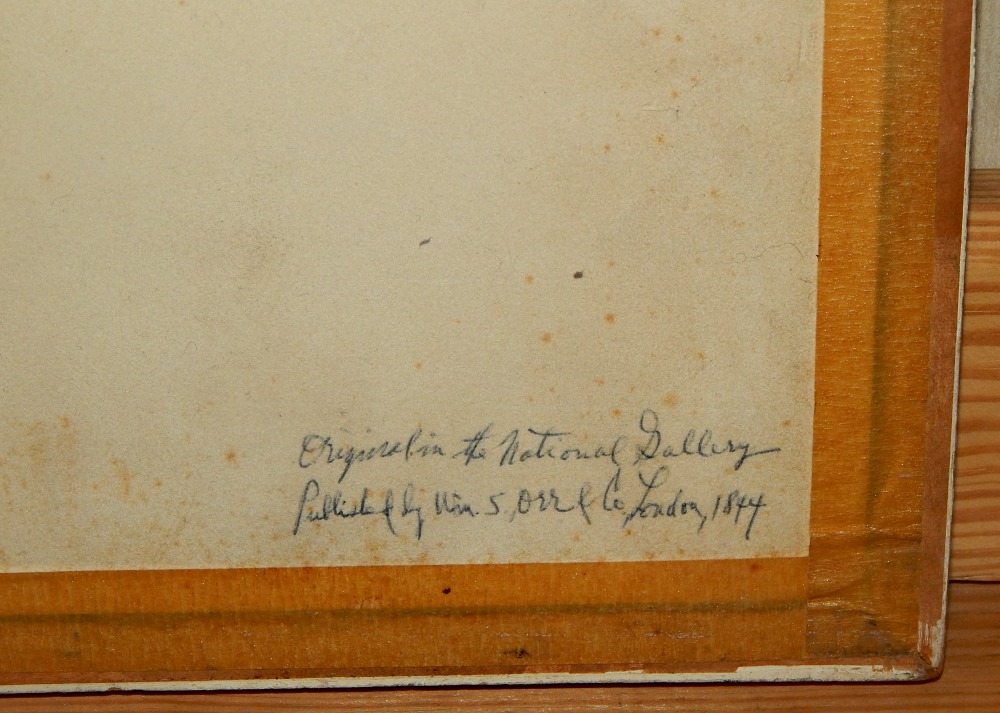 Original in the National Gallery
Published by Wm. S. Orr & Co, London, 1844